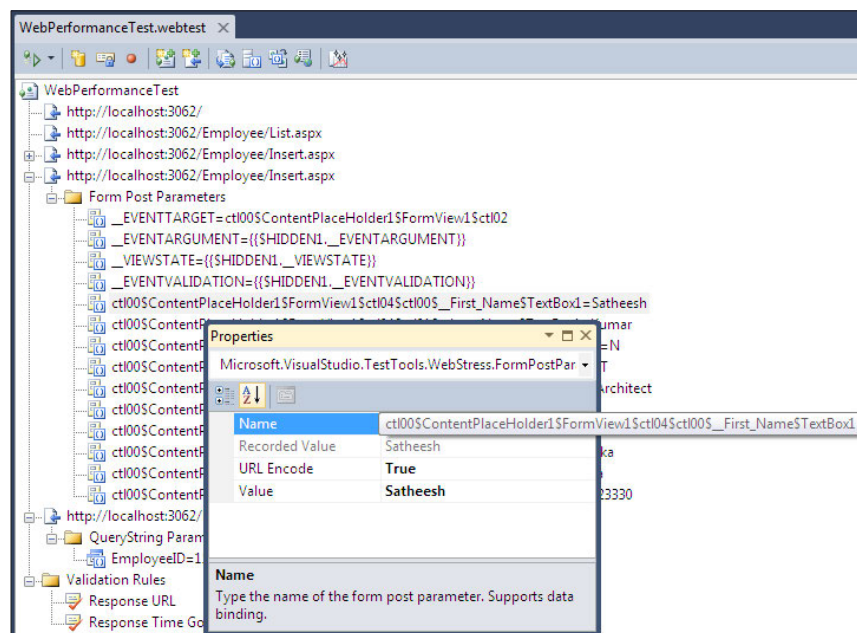 WebPerformanceTest.webtest
WebPerformanceTest
http://localhost:3062/
http://localhost:3062/Employee/List.aspx
http://localhost:3062/Employee/Insert.aspx
http://localhost:3062/Employee/Insert.aspx
Form Post Parameters
__EVENTTARGET=ctl00$ContentPlaceHolder1$FormView1$ctl02
__EVENTARGUMENT={{$HIDDEN1.__EVENTARGUMENT}}
__VIEWSTATE={{$HIDDEN1.__VIEWSTATE}}
__EVENTVALIDATION={{$HIDDEN1.__EVENTVALIDATION}}
ctl00$ContentPlaceHolder1$FormView1$ctl04$ctl00$__First_Name$TextBox1=Satheesh
ctl00$ContentP
ctl00$ContentP =N
ctl00$ContentP T
ctl00$ContentP Architect
ctl00$ContentP
ctl00$ContentP
ctl00$ContentP ka
ctl00$ContentP
ctl00$ContentP 23330
http://localhost:3062/
QueryString Param
EmployeeID=1
Validation Rules
Response URL
Response Time Go
Properties
Microsoft.VisualStudio.TestTools.WebStress.FormPostPar
Name ctl00$ContentPlaceHolder1$FormView1$ctl04$ctl00$__First_Name$TextBox1
Recorded Value Satheesh
URL Encode True
Value Satheesh
Name
Type the name of the form post parameter. Supports data
binding.